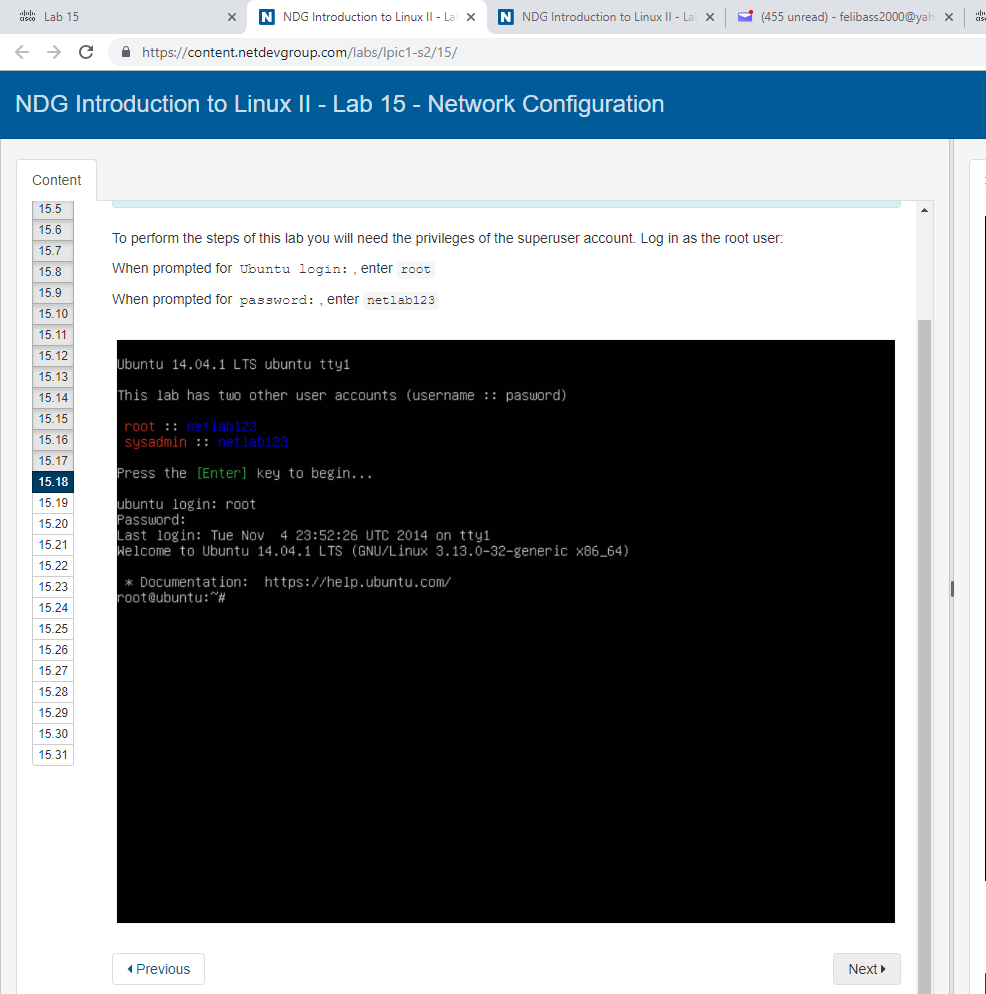 Lab 15
NDG Introduction to Linux II - La
NDG Introduction to Linux II - La
(455 unread) - felibass2000@yah
https://content.netdevgroup.com/labs/lpic1-s2/15/
NDG Introduction to Linux II - Lab 15 - Network Configuration
Content
15.5
15.6
15.7
15.8
15.9
15.10
15.11
15.12
15.13
15.14
15.15
15.16
15.17
15.18
15.19
15.20
15.21
15.22
15.23
15.24
15.25
15.26
15.27
15.28
15.29
15.30
15.31
To perform the steps of this lab you will need the privileges of the superuser account. Log in as the root user:
When prompted for Ubuntu login: , enter root
When prompted for password: , enter netlab123
Ubuntu 14.04.1 LTS ubuntu tty1
This lab has two other user accounts (username :: pasword)
root :: netlab123
sysadmin :: netlab123
Press the [Enter] key to begin...
ubuntu login: root
Password:
Last login: Tue Nov  4 23:52:26 UTC 2014 on tty1
Welcome to Ubuntu 14.04.1 LTS (GNU/Linux 3.13.0-32-generic x86_64)
* Documentation:  https://help.ubuntu.com/
root@ubuntu:~#
Previous
Next